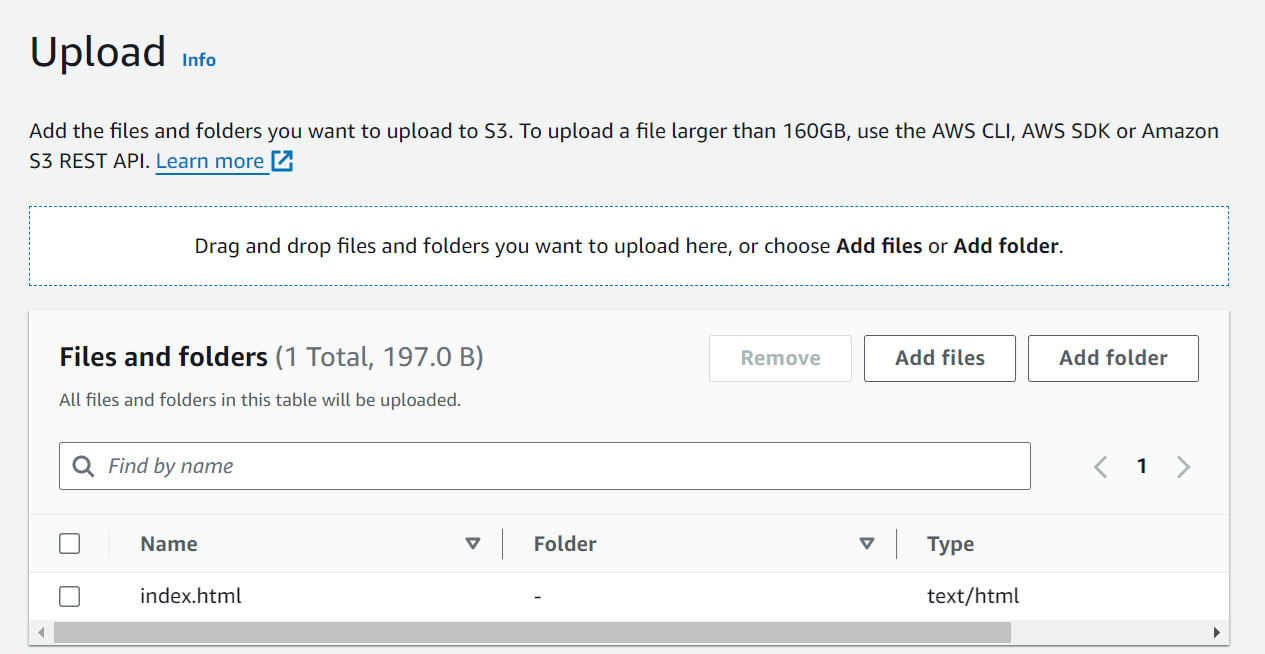 Upload Info
Add the files and folders you want to upload to S3. To upload a file larger than 160GB, use the AWS CLI, AWS SDK or Amazon
S3 REST API. Learn more
Drag and drop files and folders you want to upload here, or choose Add files or Add folder.
Files and folders (1 Total, 197.0 B)
Remove Add files Add folder
All files and folders in this table will be uploaded.
Find by name
1
Name Folder Type
index.html - text/html